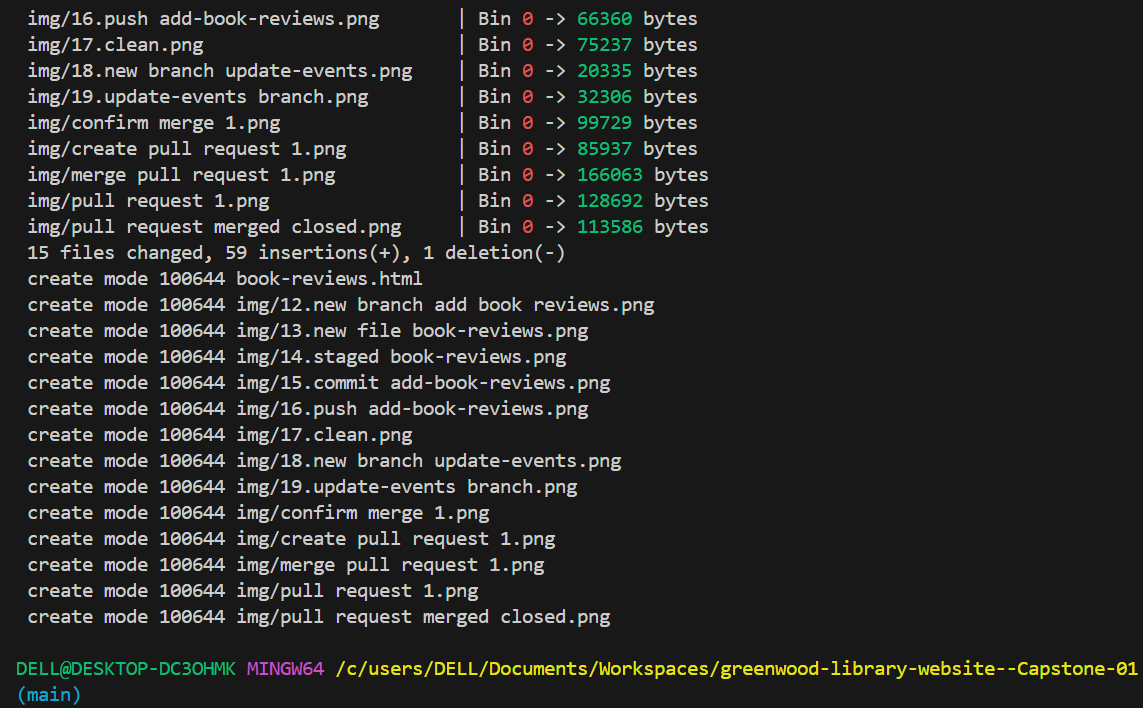 img/16.push add-book-reviews.png       | Bin 0 -> 66360 bytes
img/17.clean.png                       | Bin 0 -> 75237 bytes
img/18.new branch update-events.png    | Bin 0 -> 20335 bytes
img/19.update-events branch.png        | Bin 0 -> 32306 bytes
img/confirm merge 1.png                | Bin 0 -> 99729 bytes
img/create pull request 1.png          | Bin 0 -> 85937 bytes
img/merge pull request 1.png           | Bin 0 -> 166063 bytes
img/pull request 1.png                 | Bin 0 -> 128692 bytes
img/pull request merged closed.png     | Bin 0 -> 113586 bytes
15 files changed, 59 insertions(+), 1 deletion(-)
create mode 100644 book-reviews.html
create mode 100644 img/12.new branch add book reviews.png
create mode 100644 img/13.new file book-reviews.png
create mode 100644 img/14.staged book-reviews.png
create mode 100644 img/15.commit add-book-reviews.png
create mode 100644 img/16.push add-book-reviews.png
create mode 100644 img/17.clean.png
create mode 100644 img/18.new branch update-events.png
create mode 100644 img/19.update-events branch.png
create mode 100644 img/confirm merge 1.png
create mode 100644 img/create pull request 1.png
create mode 100644 img/merge pull request 1.png
create mode 100644 img/pull request 1.png
create mode 100644 img/pull request merged closed.png
DELL@DESKTOP-DC3OHMK MINGW64 /c/users/DELL/Documents/Workspaces/greenwood-library-website--Capstone-01
(main)